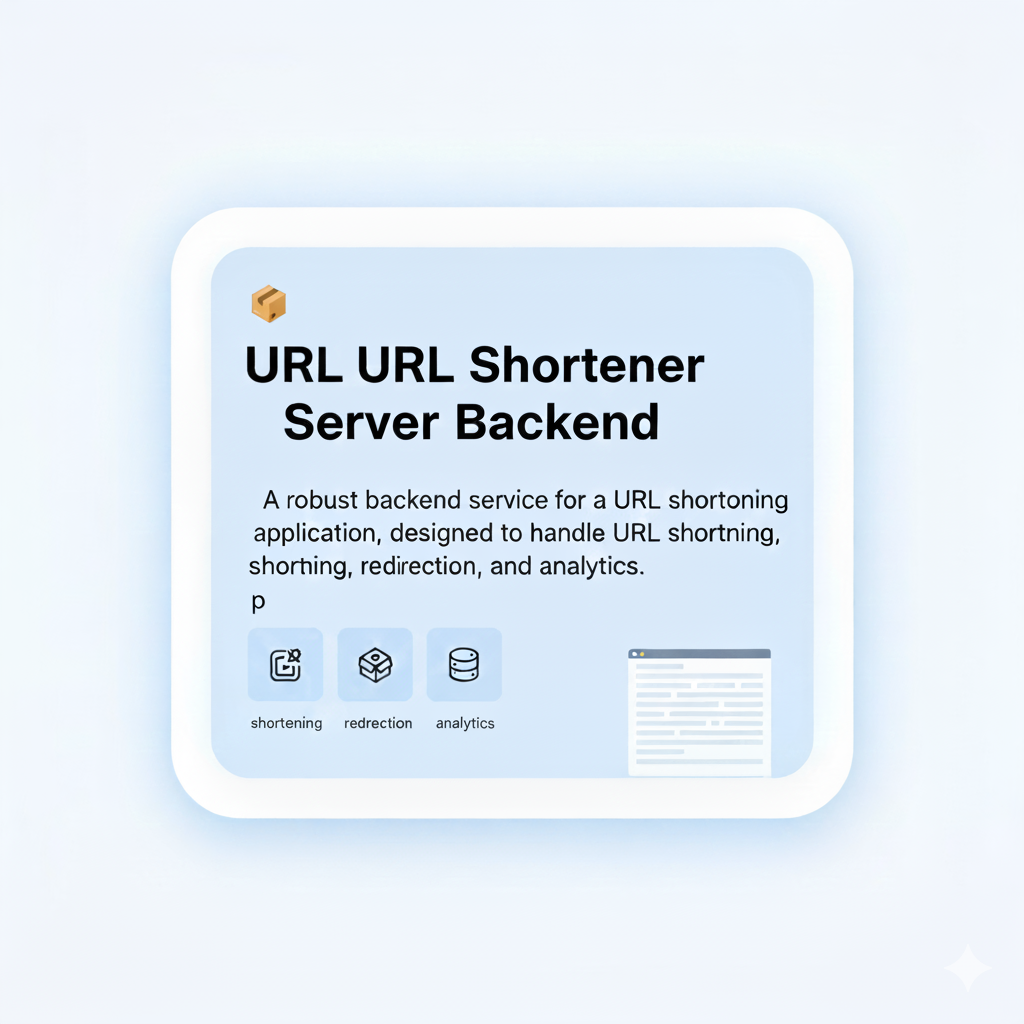 URL URL Shortener
Server Backend
A robust backend service for a URL shortoning
application, designed to handle URL shortning,
shorthing, redirection, and analytics.
p
shortening redrection analytics